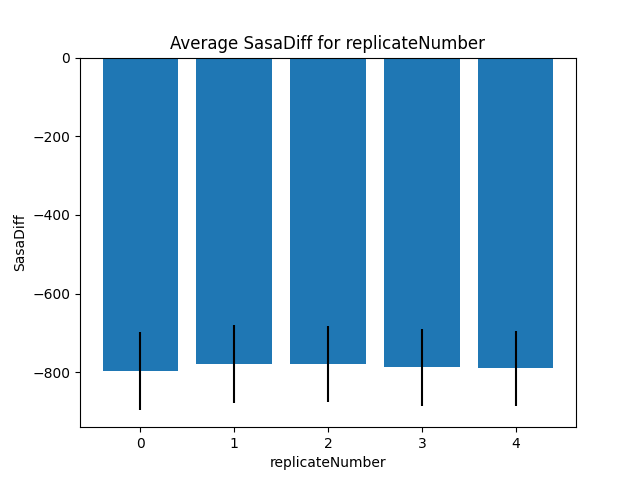 Average SasaDiff for replicateNumber
0
−200
−400
−600
−800
SasaDiff
0 1 2 3 4
replicateNumber